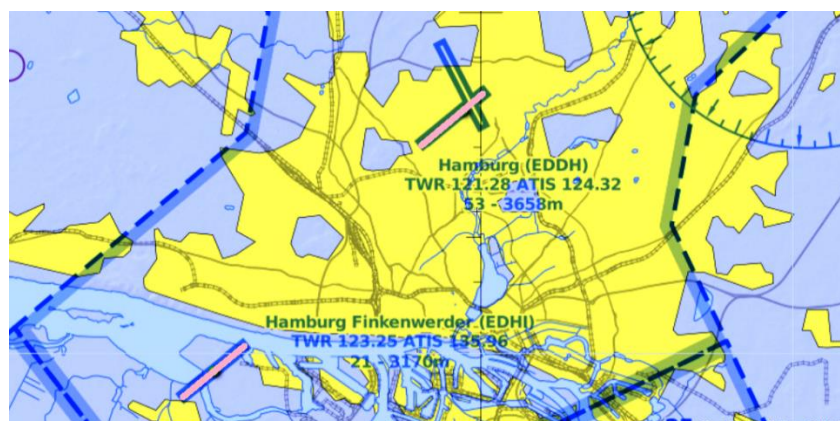 Hamburg (EDDH)
TWR 121.28 ATIS 124.32
53 - 3658m
Hamburg Finkenwerder (EDHI)
TWR 123.25 ATIS 135.96
21 - 3170m